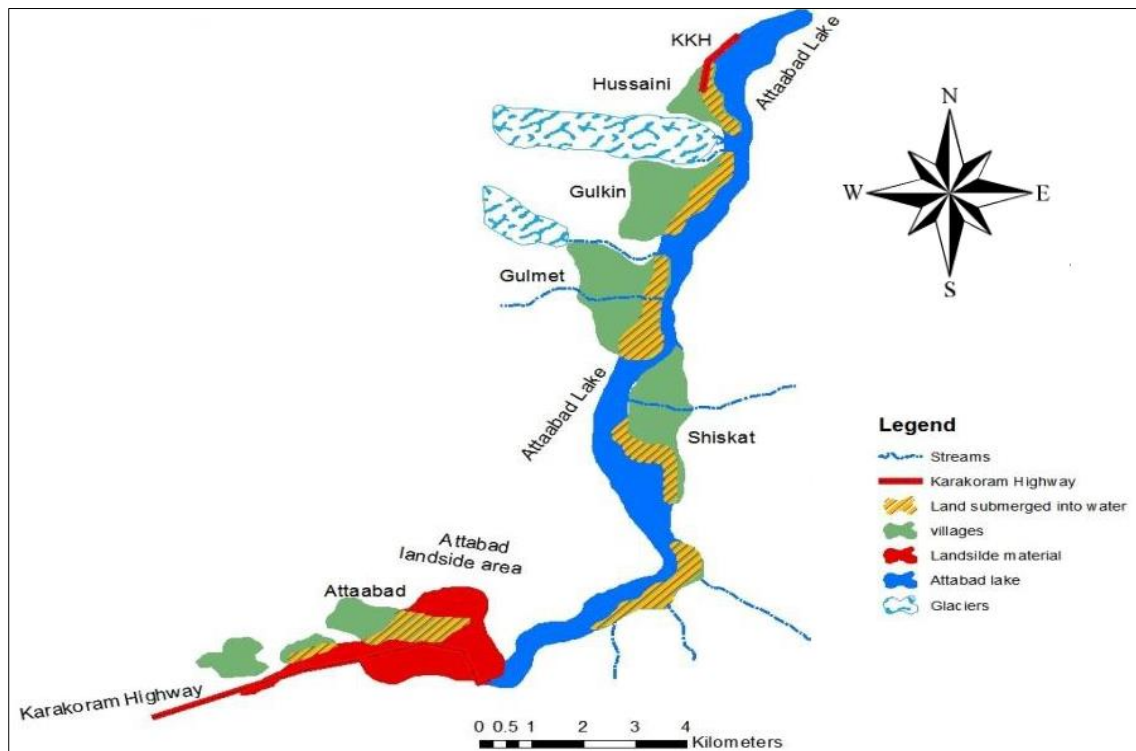 KKH
Attaabad Lake
Hussaini
N
Gulkin
W
E
Gulmet
S
Attaabad Lake
Shiskat
Legend
Streams
Karakoram Highway
Land submerged into water
villages
Landsilde material
Attabad lake
Glaciers
Attabad
landside area
Attaabad
Karakoram Highway
0 0.5 1 2 3 4
Kilometers